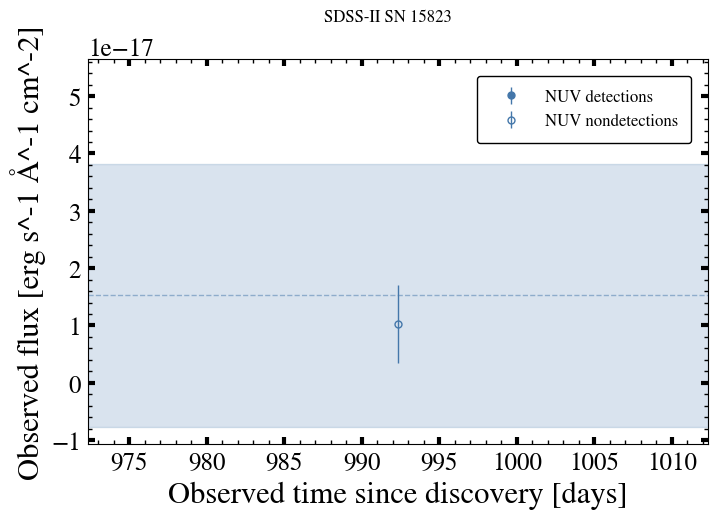 SDSS-II SN 15823
1e−17
Observed flux [erg s^-1 Å^-1 cm^-2]
5
4
3
2
1
0
−1
NUV detections
NUV nondetections
975 980 985 990 995 1000 1005 1010
Observed time since discovery [days]